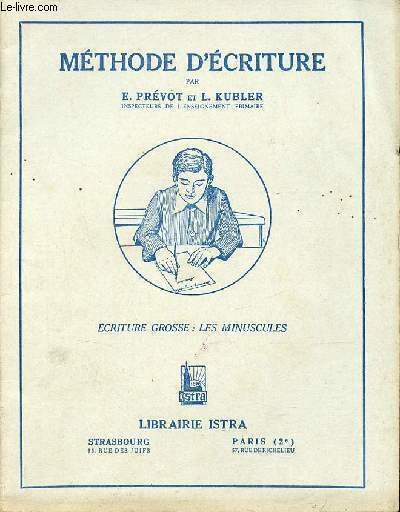 Le-livre.com
MÉTHODE D'ÉCRITURE
PAR
E. PRÉVOT ET L. KUBLER
INSPECTEURS DE L'ENSEIGNEMENT PRIMAIRE
ECRITURE GROSSE : LES MINUSCULES
ISTRA
LIBRAIRIE ISTRA
STRASBOURG PARIS (2e)
RUE DES JUIFS 57, RUE DE RICHELIEU